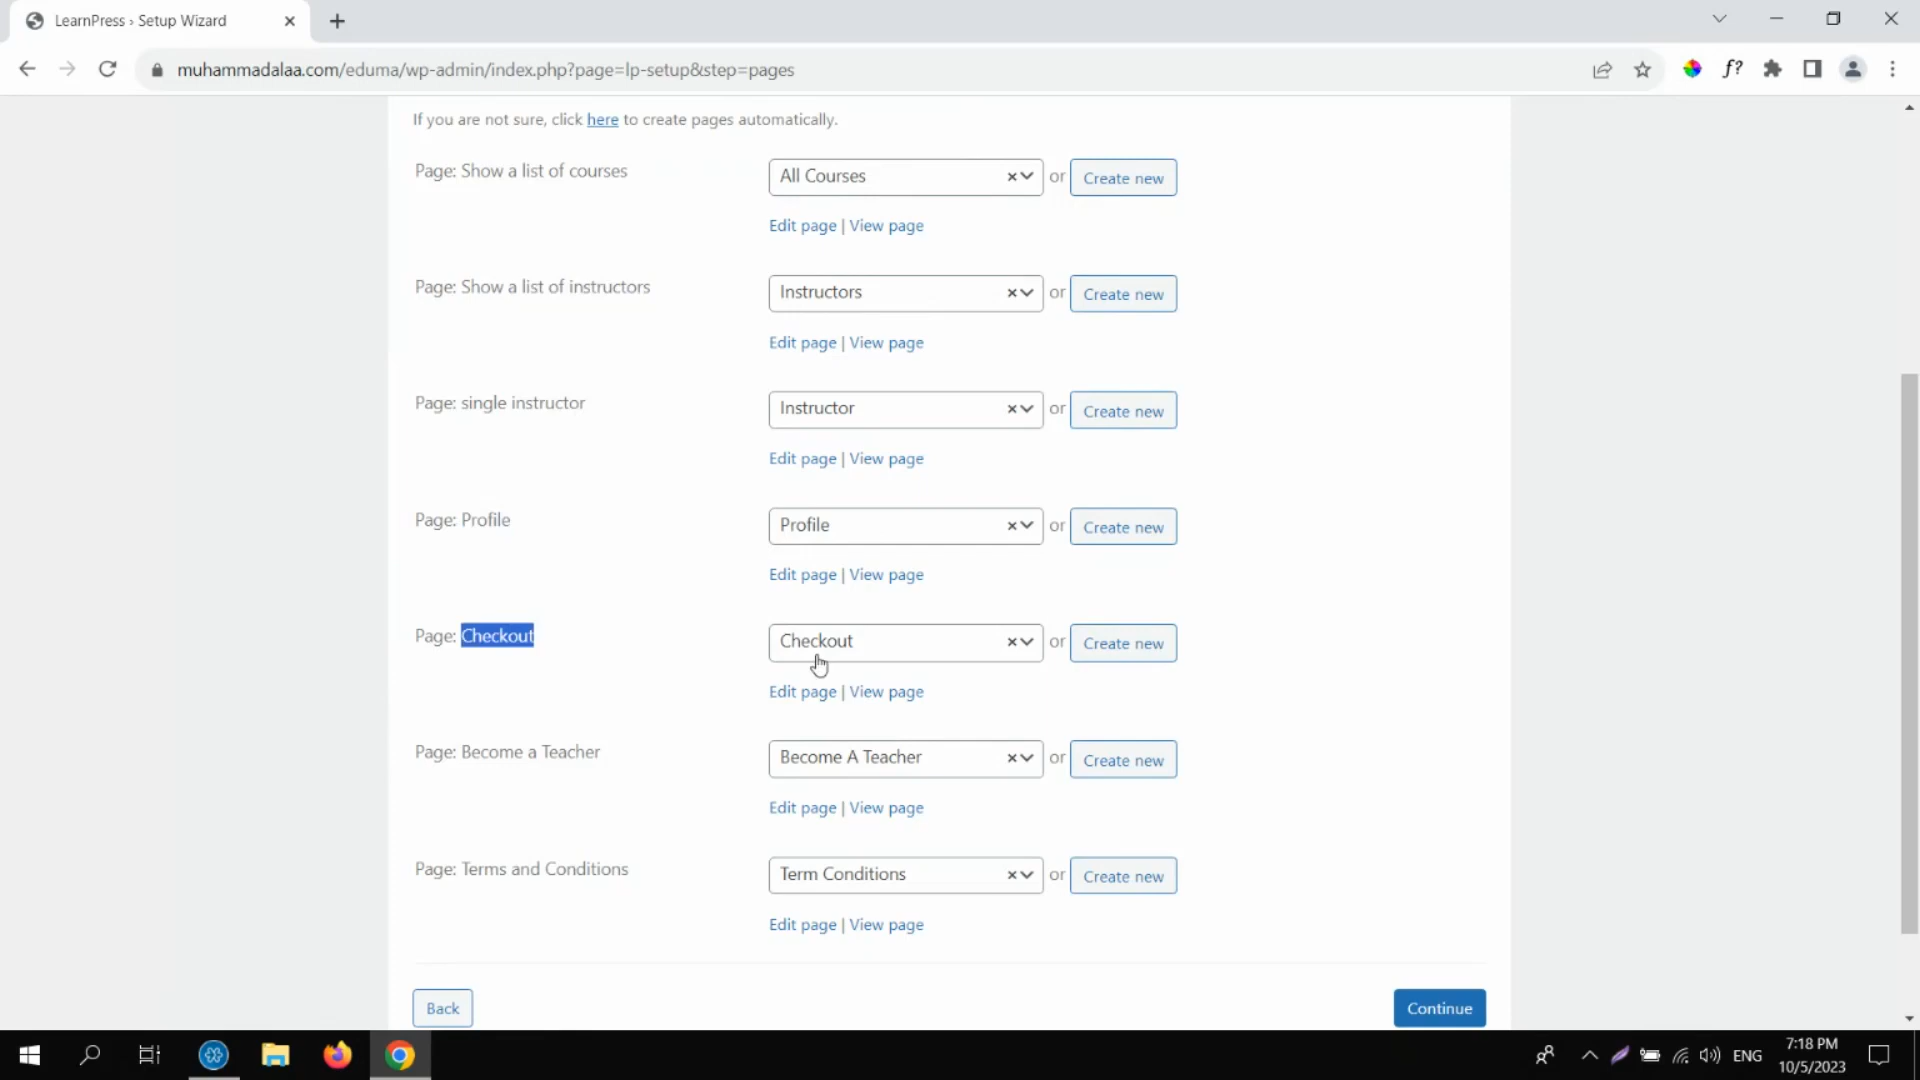 LearnPress › Setup Wizard
muhammadalaa.com/eduma/wp-admin/index.php?page=lp-setup&step=pages
f?
If you are not sure, click here to create pages automatically.
Page: Show a list of courses
All Courses
or
Create new
Edit page | View page
Page: Show a list of instructors
Instructors
or
Create new
Edit page | View page
Page: single instructor
Instructor
or
Create new
Edit page | View page
Page: Profile
Profile
or
Create new
Edit page | View page
Page: Checkout
Checkout
or
Create new
Edit page | View page
Page: Become a Teacher
Become A Teacher
or
Create new
Edit page | View page
Page: Terms and Conditions
Term Conditions
or
Create new
Edit page | View page
Back
Continue
ENG
7:18 PM
10/5/2023